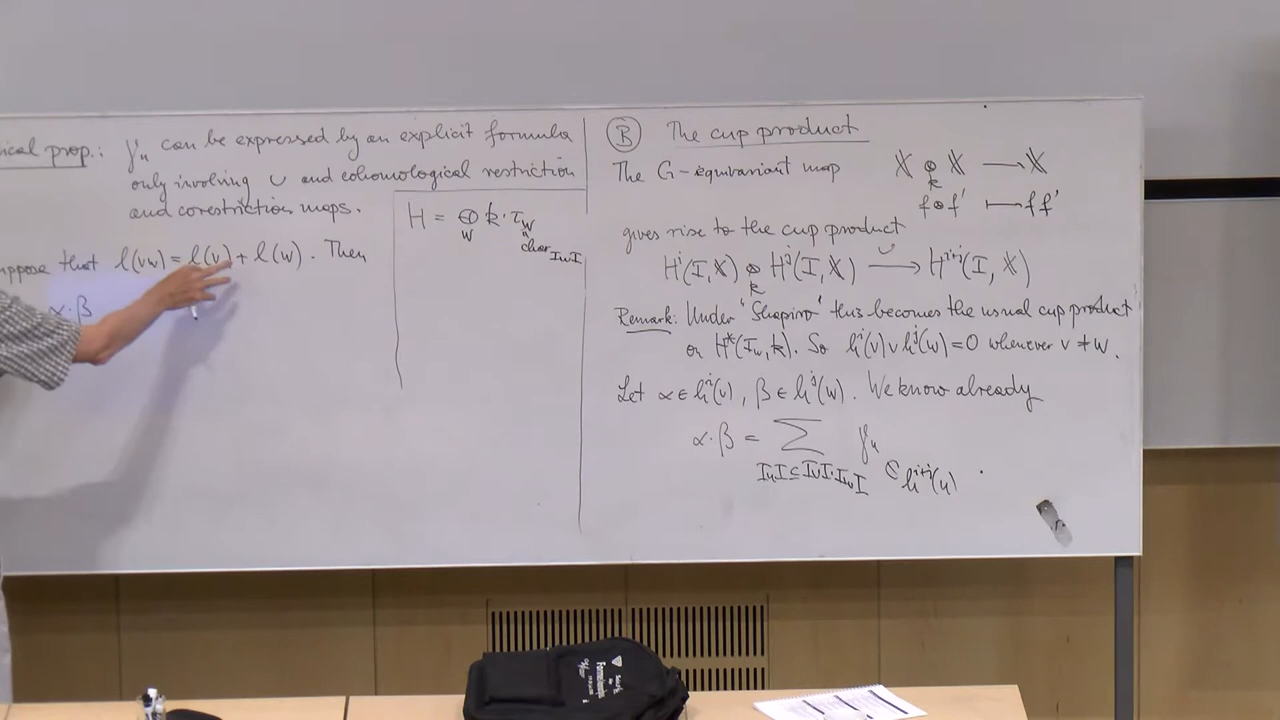 ical prop.: γ_u can be expressed by an explicit formula
only involving ∪ and cohomological restriction
and corestriction maps.
uppose that l(vw) = l(v) + l(w). Then
α·β
H = ⊕_W k·τ_w
char_{IwI}
Ⓑ The cup product
The G-equivariant map 𝕏 ⊗_k 𝕏 ⟶ 𝕏
f⊗f' ⟼ ff'
gives rise to the cup product
H^i(I,𝕏) ⊗_k H^j(I,𝕏) ⟶^∪ H^{i+j}(I,𝕏)
Remark: Under "Shapiro" this becomes the usual cup product
on H^*(I_w,k). So h^i(v)∪h^j(w)=0 whenever v≠w.
Let α∈h^i(v), β∈h^j(w). We know already
α·β = Σ γ_u
IuI⊆IvI·IwI ∈ h^{i+j}(u)